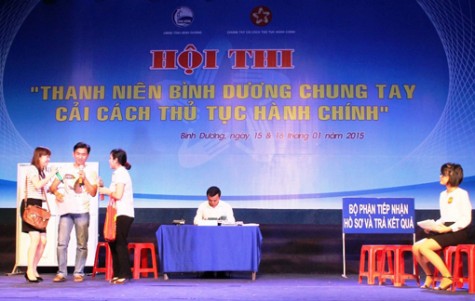 HỘI THI
"THANH NIÊN BÌNH DƯƠNG CHUNG TAY
CẢI CÁCH THỦ TỤC HÀNH CHÍNH"
Bình Dương, ngày 15 & 16 tháng 01 năm 2015
BỘ PHẬN TIẾP NHẬN
HỒ SƠ VÀ TRẢ KẾT QUẢ